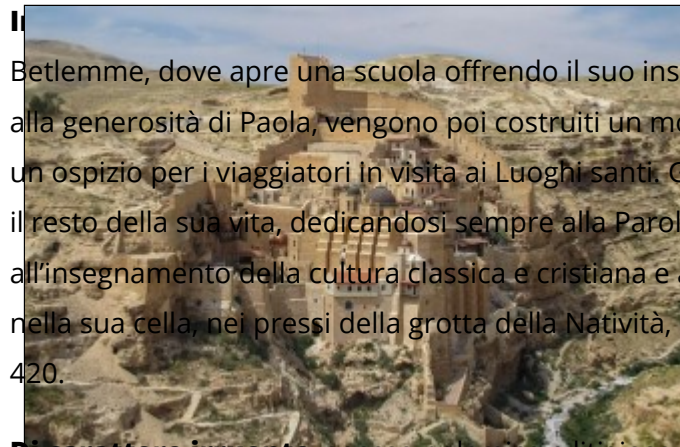 Betlemme, dove apre una scuola offrendo il suo ins
alla generosità di Paola, vengono poi costruiti un mo
un ospizio per i viaggiatori in visita ai Luoghi santi. G
il resto della sua vita, dedicandosi sempre alla Parol
all’insegnamento della cultura classica e cristiana e a
nella sua cella, nei pressi della grotta della Natività,
420.